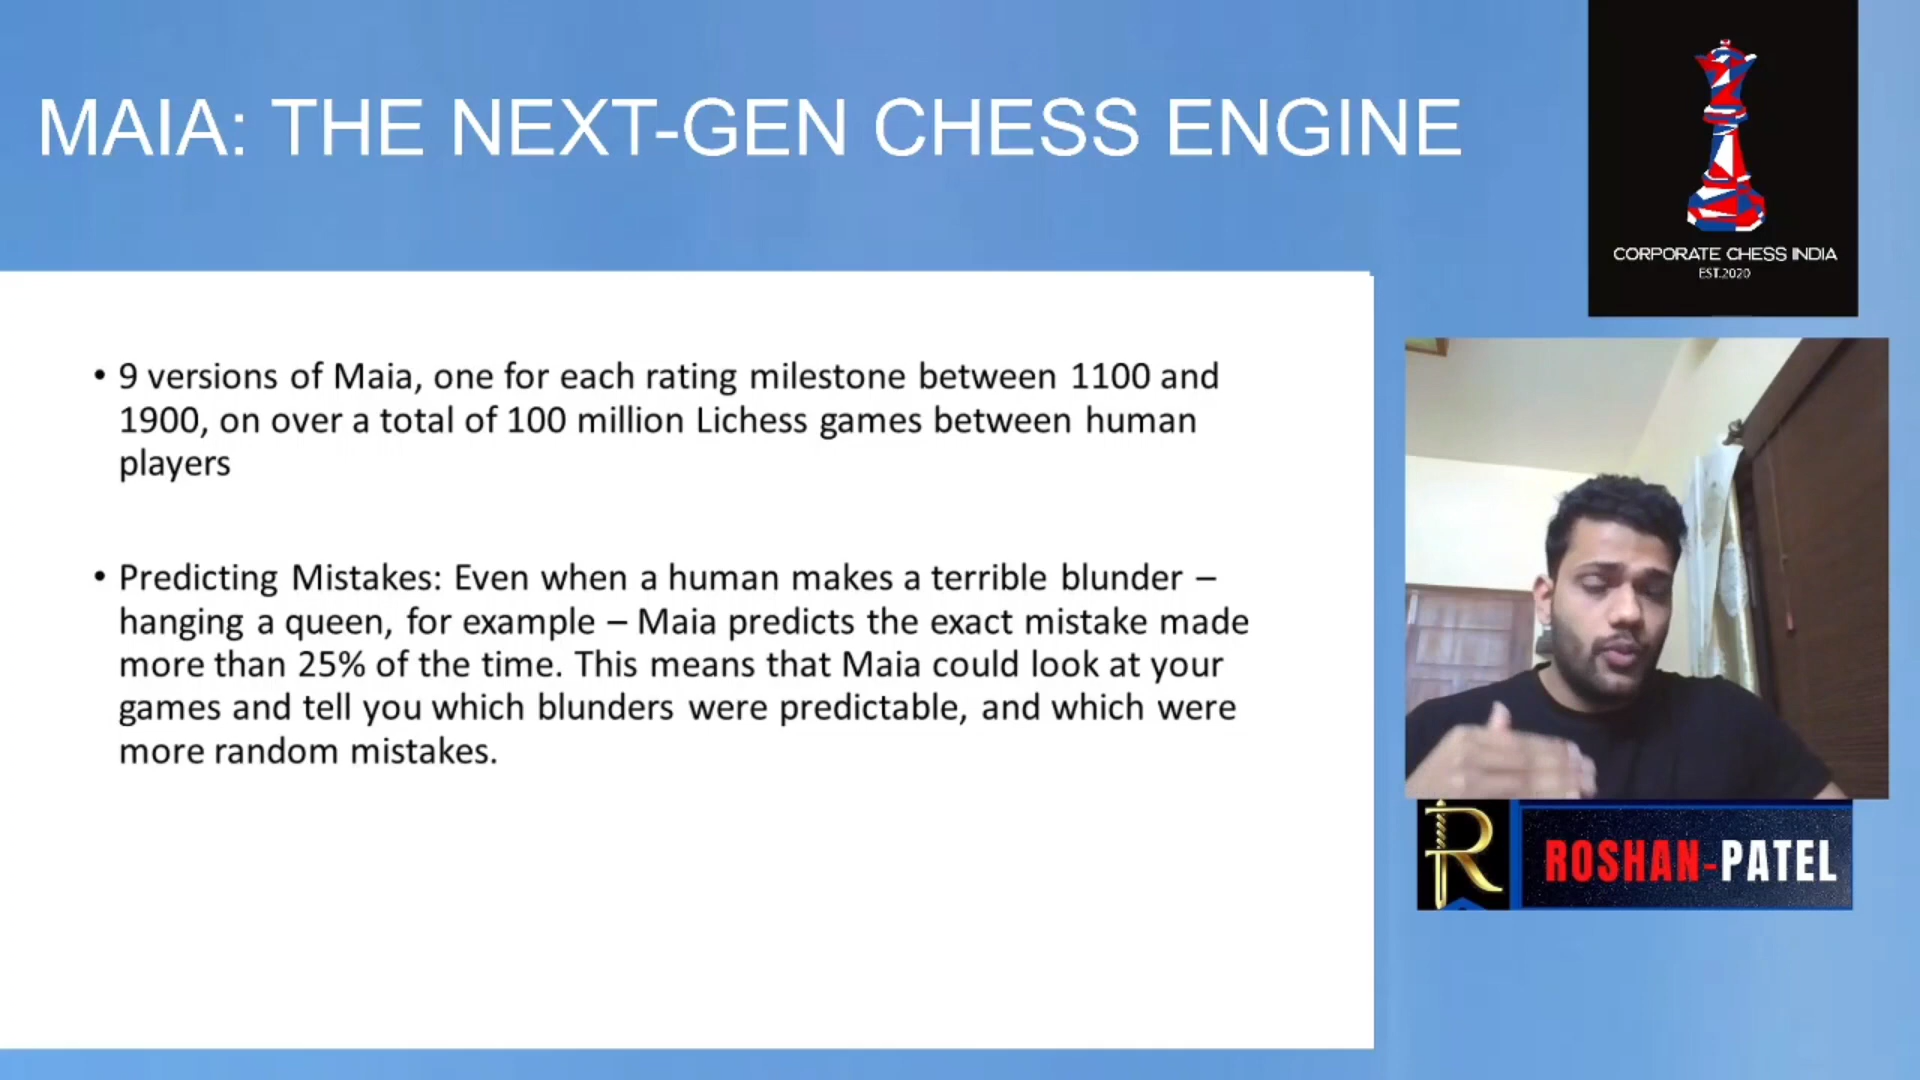 MAIA: THE NEXT-GEN CHESS ENGINE
CORPORATE CHESS INDIA
EST.2020
• 9 versions of Maia, one for each rating milestone between 1100 and
1900, on over a total of 100 million Lichess games between human
players
• Predicting Mistakes: Even when a human makes a terrible blunder –
hanging a queen, for example – Maia predicts the exact mistake made
more than 25% of the time. This means that Maia could look at your
games and tell you which blunders were predictable, and which were
more random mistakes.
R
ROSHAN-PATEL